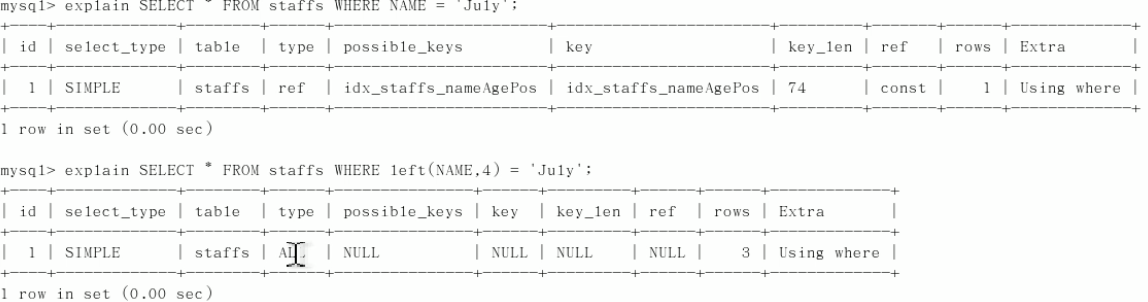 mysql> explain SELECT * FROM staffs WHERE NAME = 'July';
+----+-------------+--------+------+-----------------------+-----------------------+---------+-------+------+-------------+
| id | select_type | table | type | possible_keys | key | key_len | ref | rows | Extra |
+----+-------------+--------+------+-----------------------+-----------------------+---------+-------+------+-------------+
| 1 | SIMPLE | staffs | ref | idx_staffs_nameAgePos | idx_staffs_nameAgePos | 74 | const | 1 | Using where |
+----+-------------+--------+------+-----------------------+-----------------------+---------+-------+------+-------------+
1 row in set (0.00 sec)
mysql> explain SELECT * FROM staffs WHERE left(NAME,4) = 'July';
+----+-------------+--------+------+---------------+------+---------+------+------+-------------+
| id | select_type | table | type | possible_keys | key | key_len | ref | rows | Extra |
+----+-------------+--------+------+---------------+------+---------+------+------+-------------+
| 1 | SIMPLE | staffs | ALL | NULL | NULL | NULL | NULL | 3 | Using where |
+----+-------------+--------+------+---------------+------+---------+------+------+-------------+
1 row in set (0.00 sec)